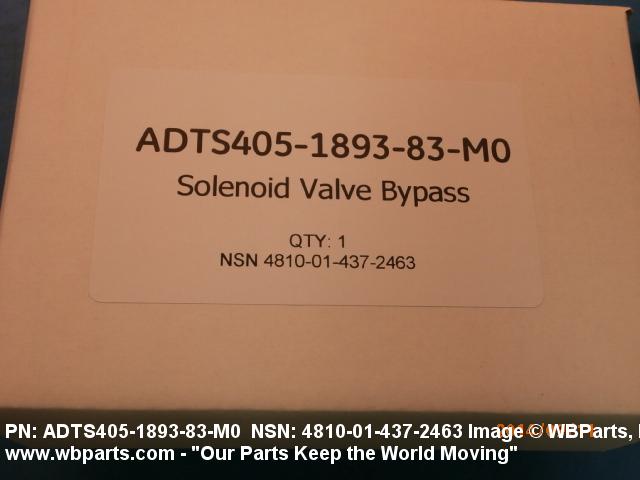 ADTS405-1893-83-M0
Solenoid Valve Bypass
QTY: 1
NSN 4810-01-437-2463
PN: ADTS405-1893-83-M0 NSN: 4810-01-437-2463 Image © WBParts,
www.wbparts.com - "Our Parts Keep the World Moving"